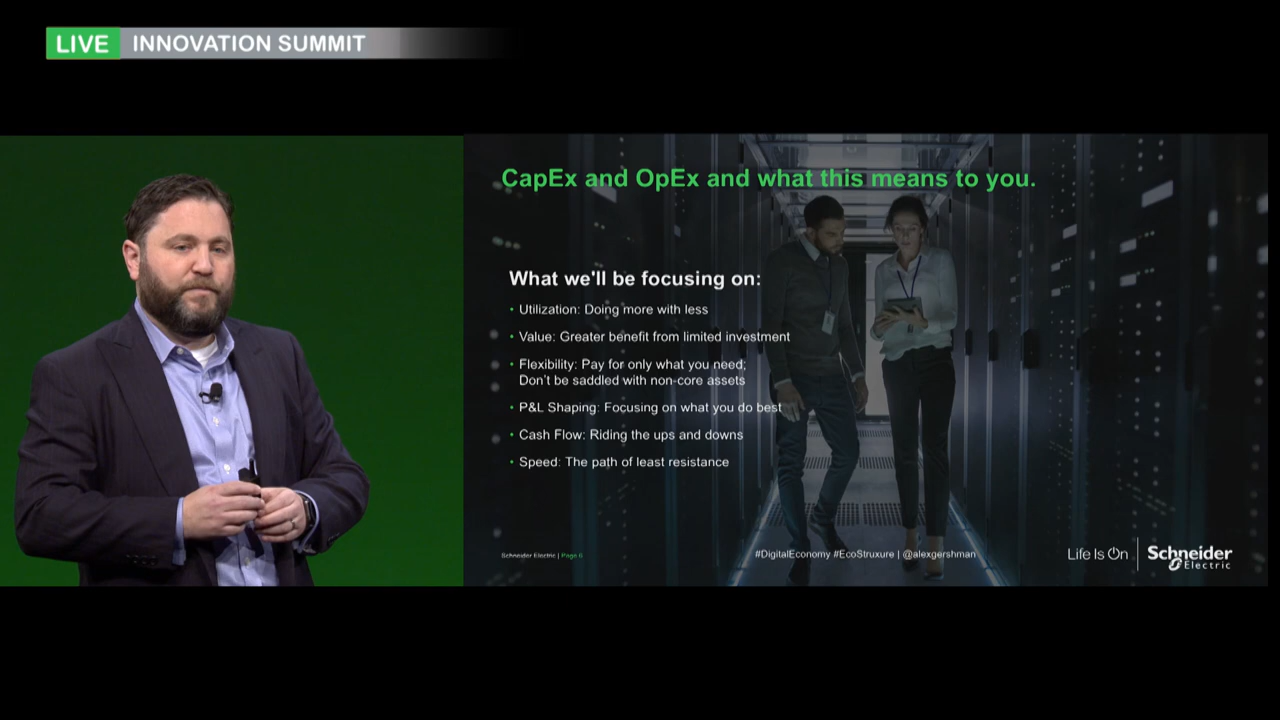 LIVE INNOVATION SUMMIT
CapEx and OpEx and what this means to you.
What we'll be focusing on:
• Utilization: Doing more with less
• Value: Greater benefit from limited investment
• Flexibility: Pay for only what you need;
Don't be saddled with non-core assets
• P&L Shaping: Focusing on what you do best
• Cash Flow: Riding the ups and downs
• Speed: The path of least resistance
Schneider Electric | Page 6
#DigitalEconomy #EcoStruxure | @alexgershman
Life Is On
Schneider
Electric